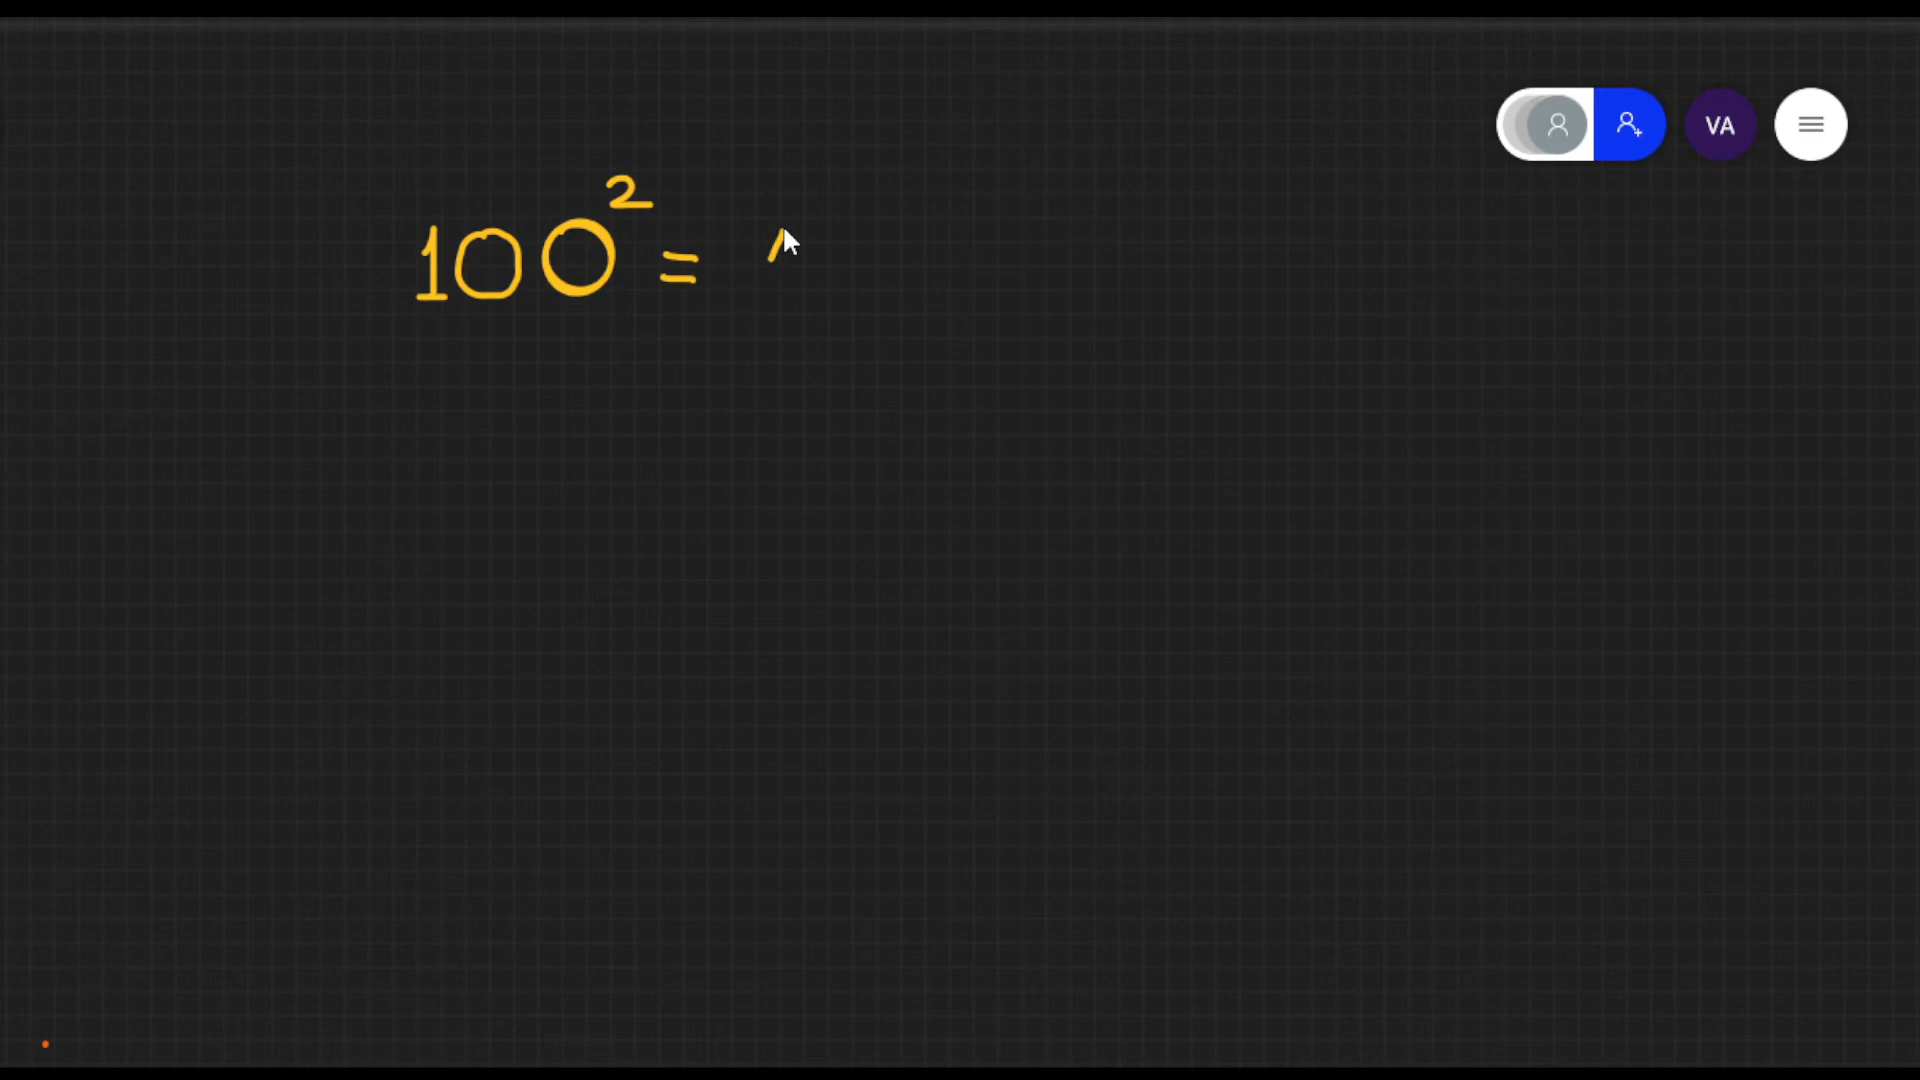 VA
100² =